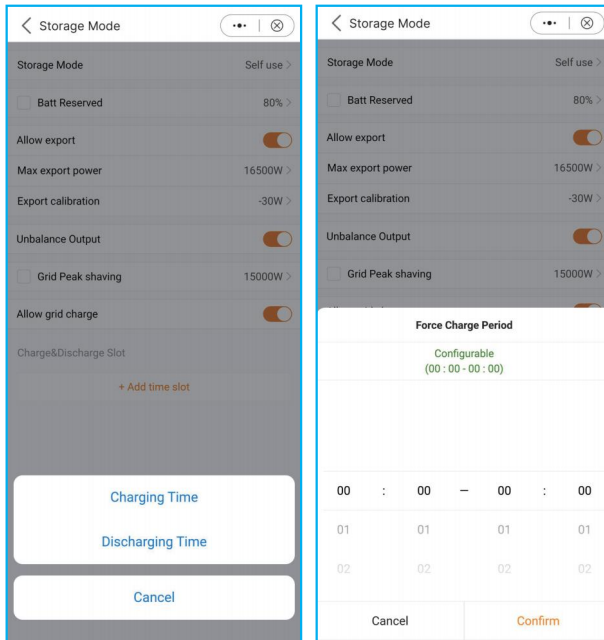 Storage Mode
Storage Mode Self use >
Batt Reserved 80% >
Allow export
Max export power 16500W >
Export calibration -30W >
Unbalance Output
Grid Peak shaving 15000W >
Allow grid charge
Charge&Discharge Slot
+ Add time slot
Charging Time
Discharging Time
Cancel
Storage Mode
Storage Mode Self use >
Batt Reserved 80% >
Allow export
Max export power 16500W >
Export calibration -30W >
Unbalance Output
Grid Peak shaving 15000W >
Force Charge Period
Configurable
(00 : 00 - 00 : 00)
00 : 00 — 00 : 00
01 01 01 01
02 02 02 02
Cancel Confirm